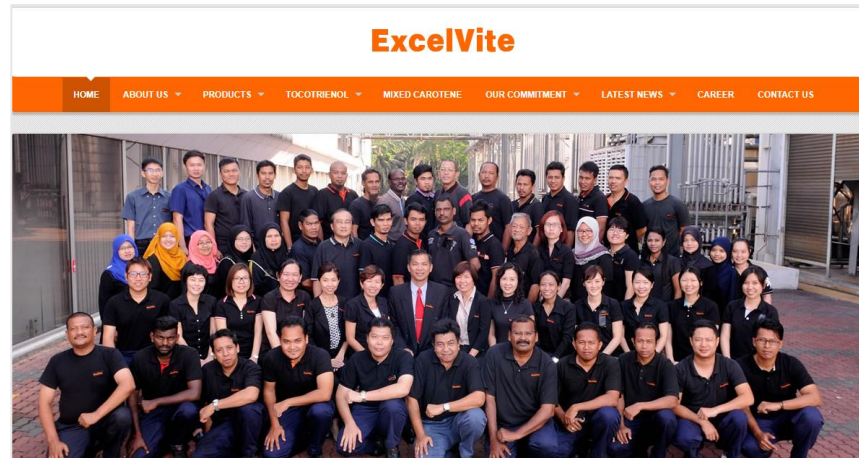 ExcelVite
HOME ABOUT US PRODUCTS TOCOTRIENOL MIXED CAROTENE OUR COMMITMENT LATEST NEWS CAREER CONTACT US